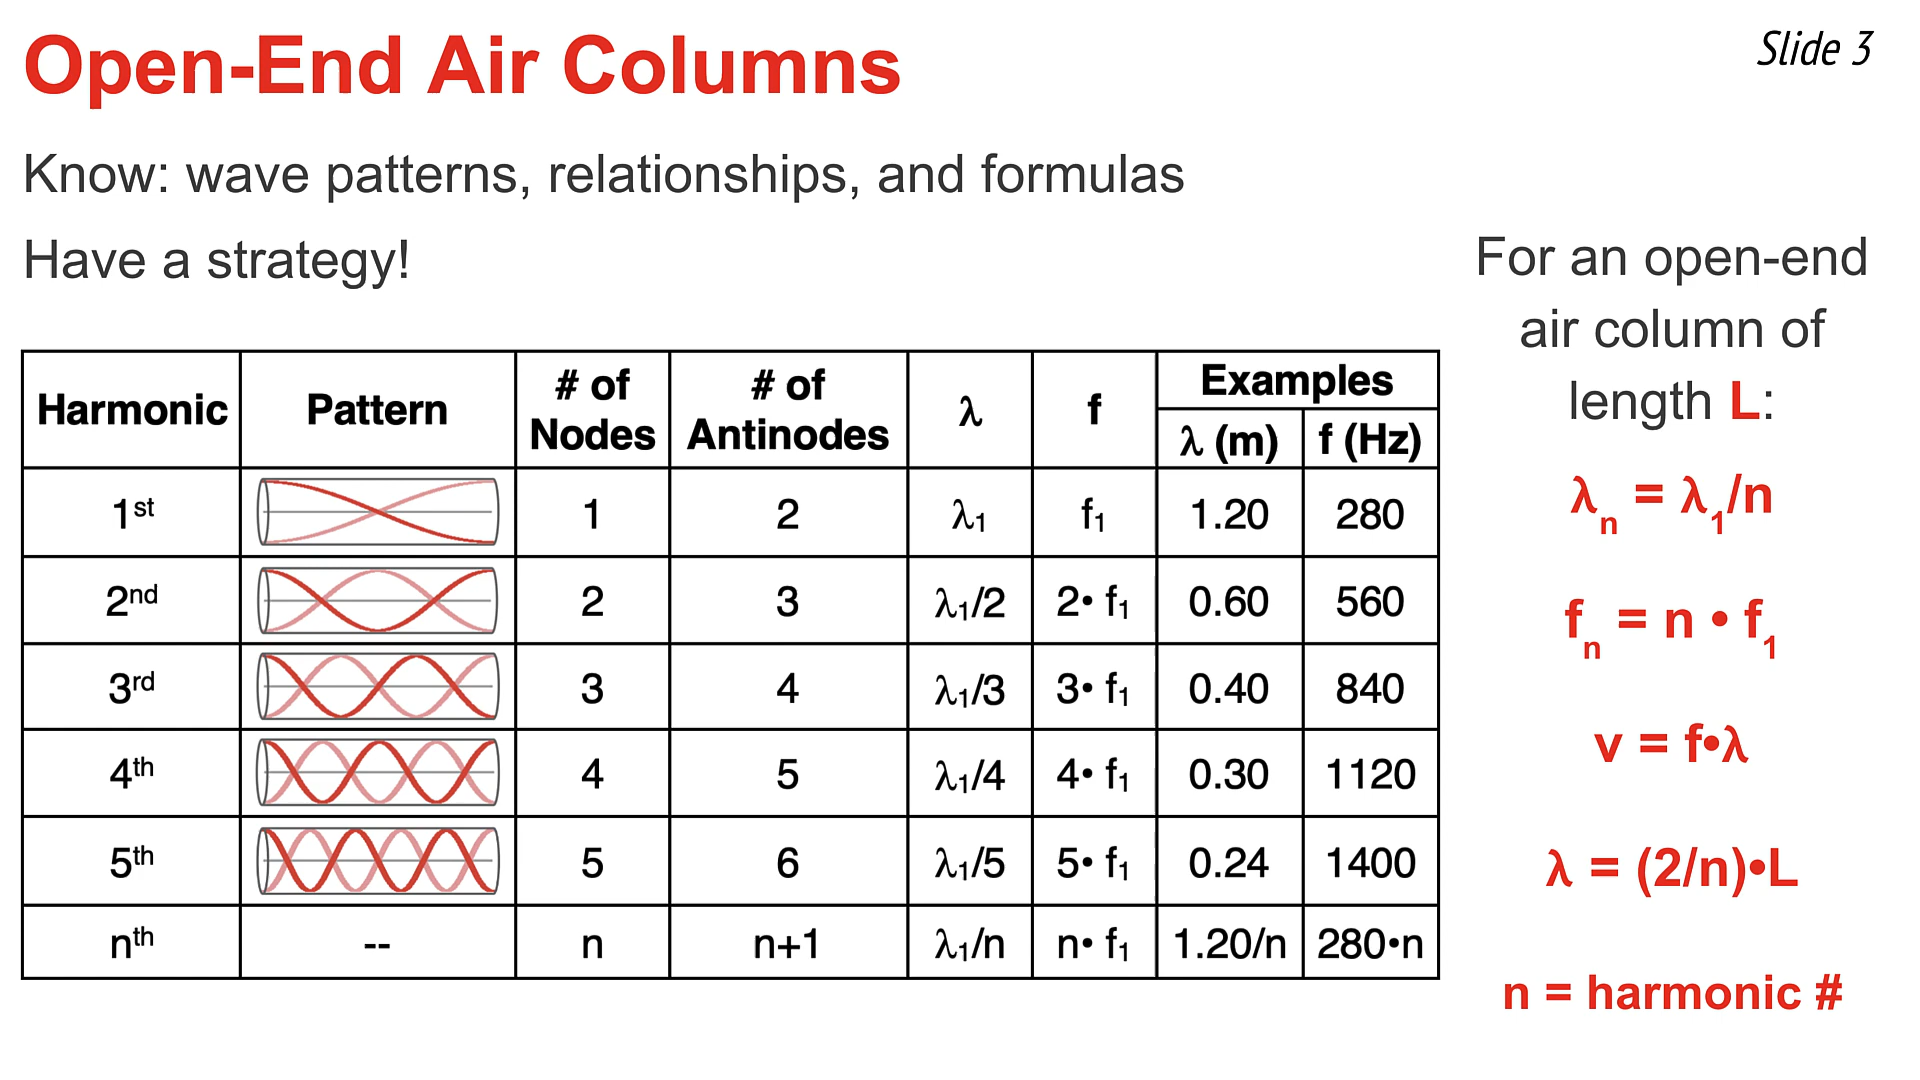 Open-End Air Columns
Slide 3
Know: wave patterns, relationships, and formulas
Have a strategy!
Harmonic Pattern # of Nodes # of Antinodes λ f Examples λ (m) f (Hz)
1st 1 2 λ₁ f₁ 1.20 280
2nd 2 3 λ₁/2 2• f₁ 0.60 560
3rd 3 4 λ₁/3 3• f₁ 0.40 840
4th 4 5 λ₁/4 4• f₁ 0.30 1120
5th 5 6 λ₁/5 5• f₁ 0.24 1400
nth -- n n+1 λ₁/n n• f₁ 1.20/n 280•n
For an open-end
air column of
length L:
λₙ = λ₁/n
fₙ = n • f₁
v = f•λ
λ = (2/n)•L
n = harmonic #